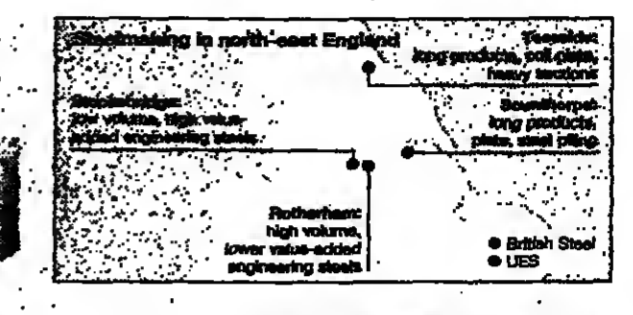 Steelmaking in north-east England
Teesside:
long products, coil plate,
heavy sections
Stocksbridge:
low volume, high value-
added engineering steels
Scunthorpe:
long products,
plate, steel piling
Rotherham:
high volume,
lower value-added
engineering steels
British Steel
UES